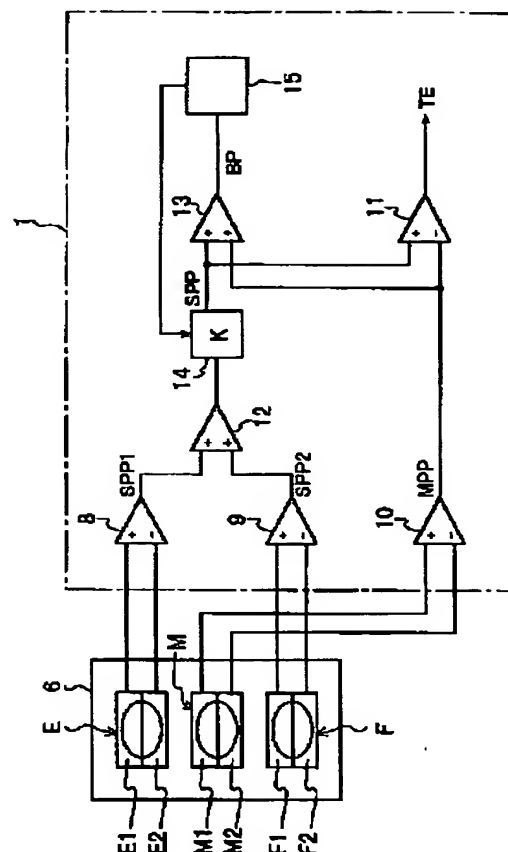 1
15
BP
TE
13
11
SPP
K
14
12
SPP1
SPP2
MPP
8
9
10
6
E
M
F
E1
E2
M1
M2
F1
F2
+
-
+
-
+
-
+
+
+
+
+
-